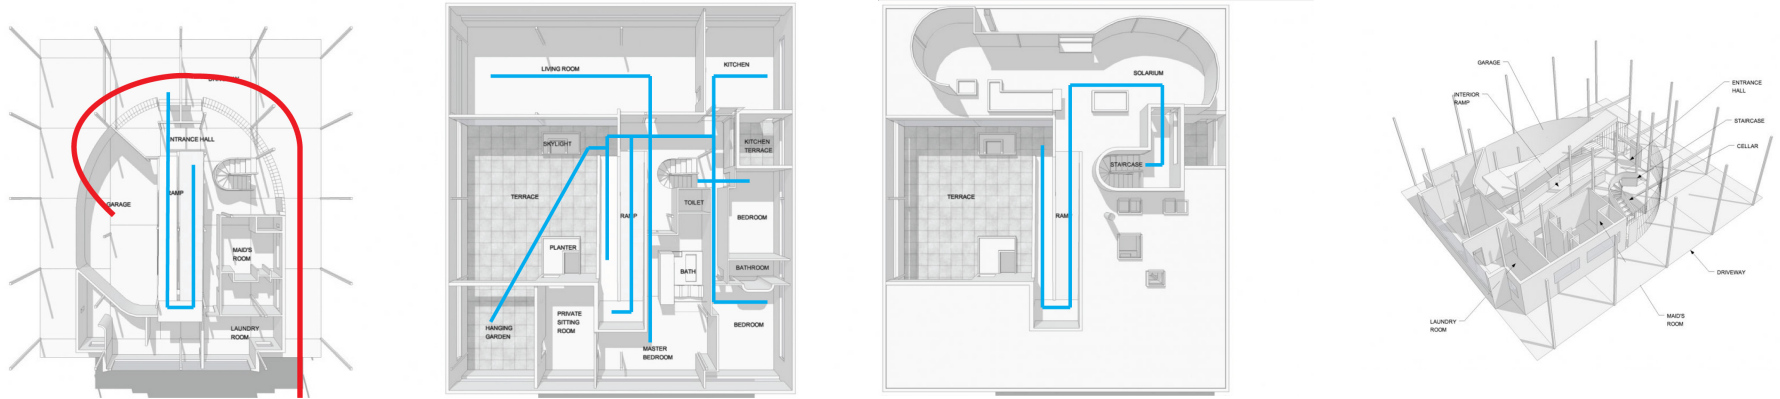 ENTRANCE HALL
RAMP
GARAGE
MAID'S
ROOM
LAUNDRY
ROOM
LIVING ROOM
KITCHEN
SKYLIGHT
KITCHEN
TERRACE
TERRACE
TOILET
RAMP
BEDROOM
PLANTER
BATH
BATHROOM
HANGING
GARDEN
PRIVATE
SITTING
ROOM
BEDROOM
MASTER
BEDROOM
SOLARIUM
STAIRCASE
TERRACE
RAMP
GARAGE
ENTRANCE
HALL
INTERIOR
RAMP
STAIRCASE
CELLAR
DRIVEWAY
MAID'S
ROOM
LAUNDRY
ROOM